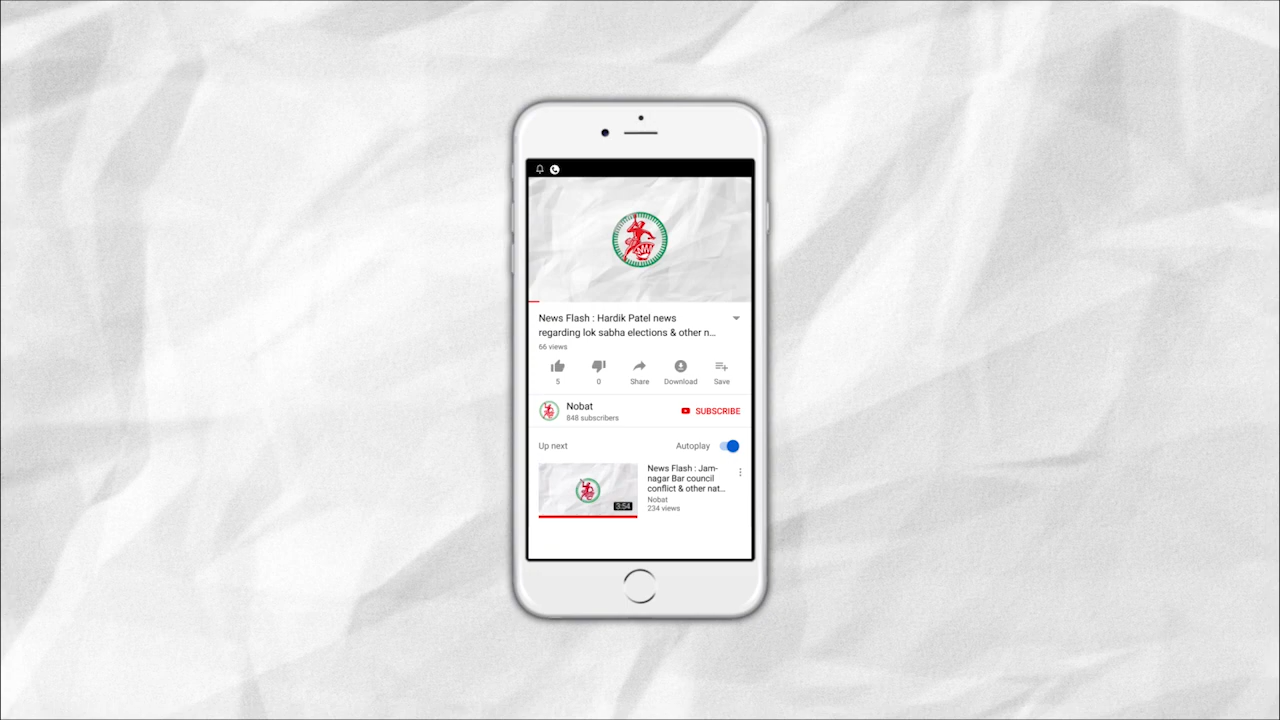 News Flash : Hardik Patel news
regarding lok sabha elections & other n...
66 views
5
0
Share
Download
Save
Nobat
848 subscribers
SUBSCRIBE
Up next
Autoplay
News Flash : Jam-
nagar Bar council
conflict & other nat...
Nobat
234 views
3:54